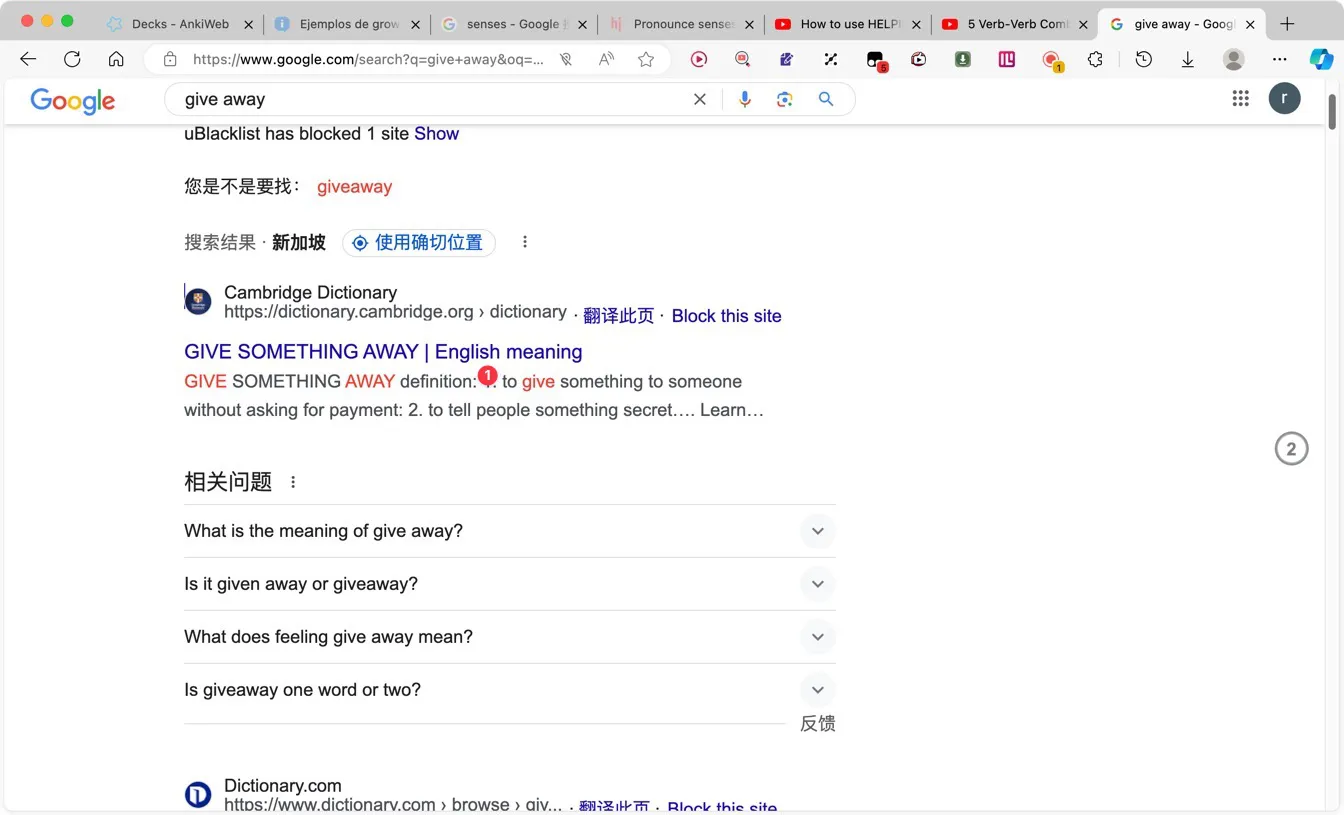 Decks - AnkiWeb
Ejemplos de grow
senses - Google
Pronounce senses
How to use HELP
5 Verb-Verb Com
give away - Goog
https://www.google.com/search?q=give+away&oq=...
5
1
Google
give away
r
uBlacklist has blocked 1 site Show
您是不是要找： giveaway
搜索结果 · 新加坡 使用确切位置
Cambridge Dictionary
https://dictionary.cambridge.org › dictionary · 翻译此页 · Block this site
GIVE SOMETHING AWAY | English meaning
GIVE SOMETHING AWAY definition: 1 to give something to someone
without asking for payment: 2. to tell people something secret.... Learn…
2
相关问题
What is the meaning of give away?
Is it given away or giveaway?
What does feeling give away mean?
Is giveaway one word or two?
反馈
Dictionary.com
https://www.dictionary.com › browse › giv... · 翻译此页 · Block this site